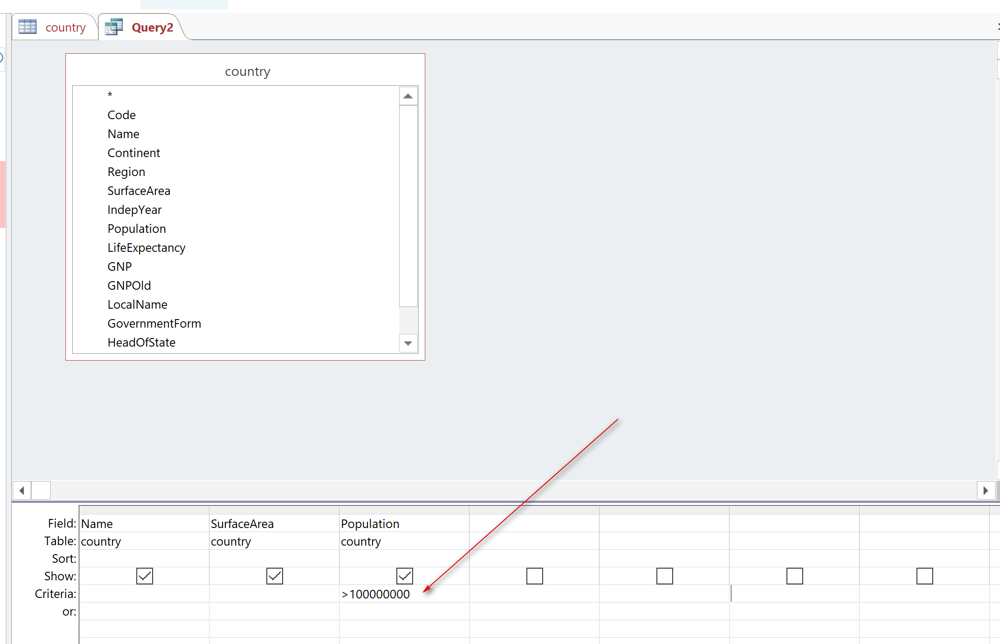 country Query2
country
*
Code
Name
Continent
Region
SurfaceArea
IndepYear
Population
LifeExpectancy
GNP
GNPOld
LocalName
GovernmentForm
HeadOfState
Field: Name SurfaceArea Population
Table: country country country
Sort:
Show:
Criteria: >100000000
or: